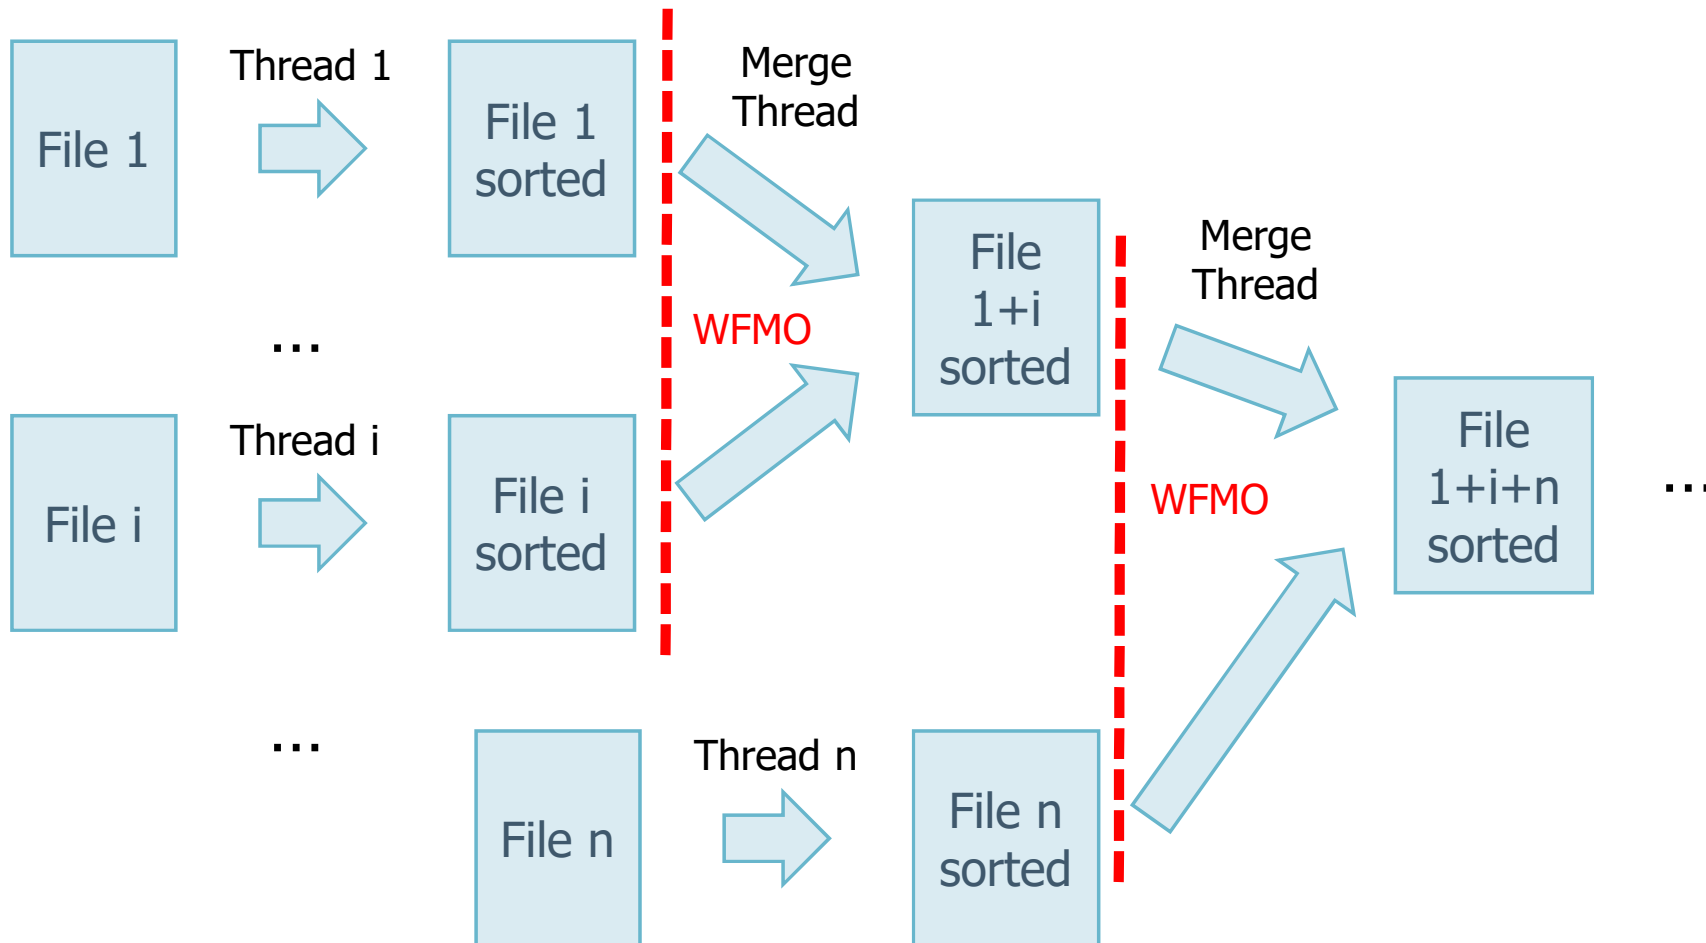 File 1
Thread 1
File 1
sorted
Merge
Thread
...
WFMO
File
1+i
sorted
Merge
Thread
File i
Thread i
File i
sorted
WFMO
File
1+i+n
sorted
...
...
File n
Thread n
File n
sorted